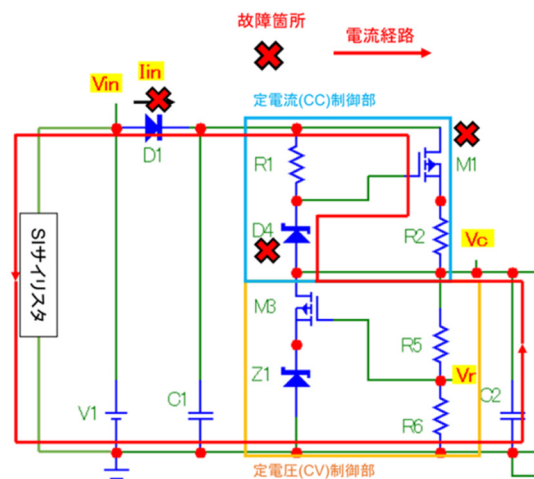 故障箇所
電流経路
Iin
Vin
定電流(CC)制御部
D1
R1
M1
D4
R2
Vc
SIサイリスタ
M3
R5
Z1
Vr
V1
C1
C2
R6
定電圧(CV)制御部